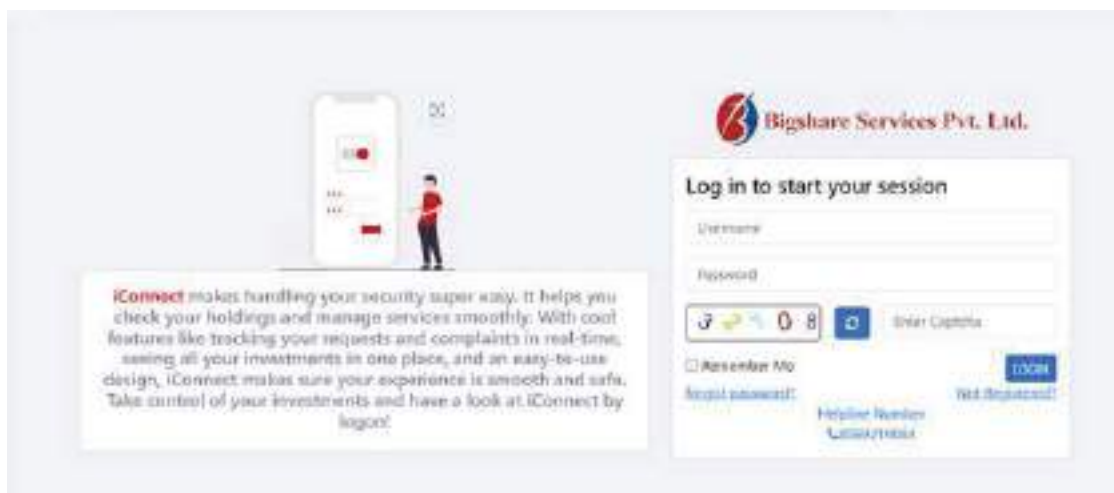 Bigshare Services Pvt. Ltd.
iConnect makes handling your security super easy. It helps you
check your holdings and manage services smoothly. With cool
features like tracking your requests and complaints in real-time,
seeing all your investments in one place, and an easy-to-use
design, iConnect makes sure your experience is smooth and safe.
Take control of your investments and have a look at iConnect by
logon!
Log in to start your session
Username
Password
0 8
Enter Captcha
Remember Me
LOGIN
forgot password?
Not Registered?
Helpline Number